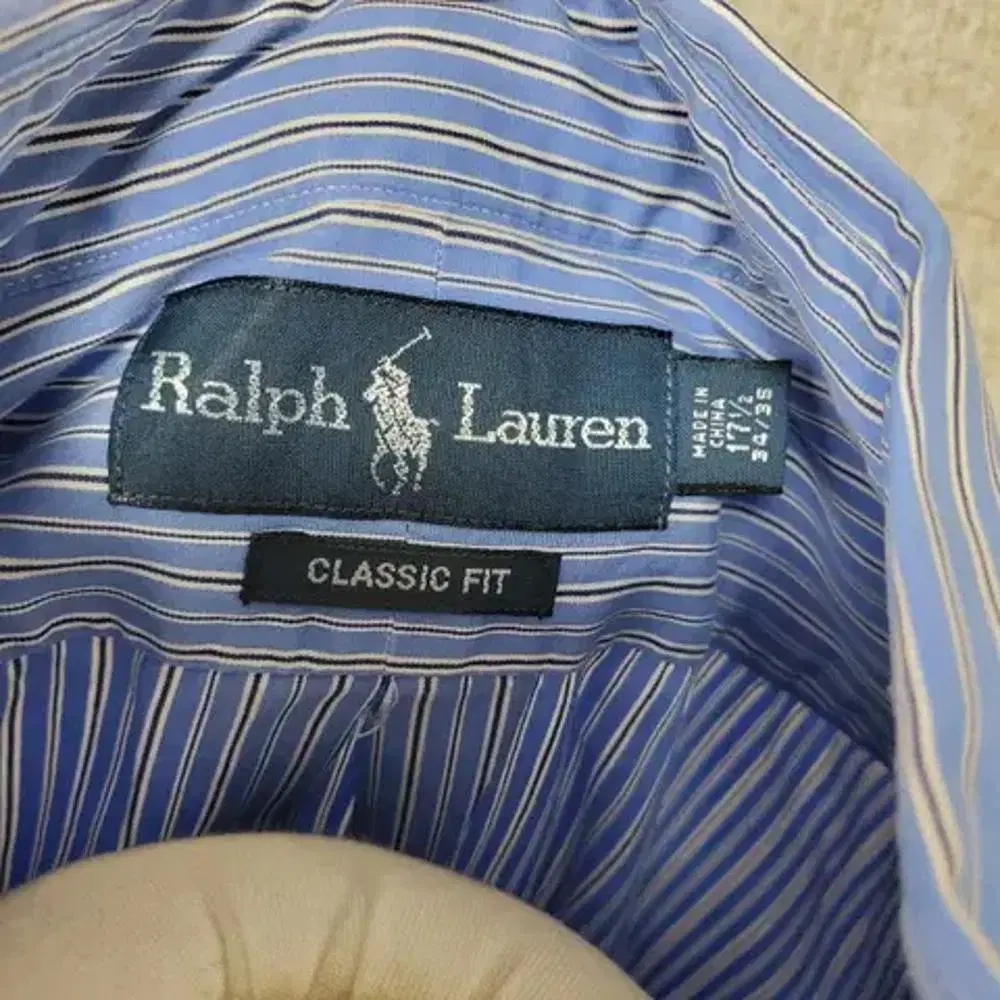 Ralph Lauren
MADE IN
CHINA
17½
34/35
CLASSIC FIT